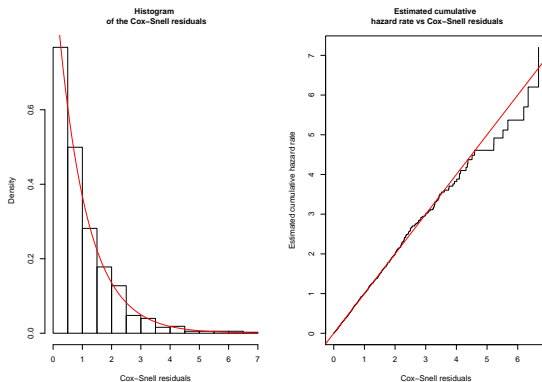 Histogram
of the Cox−Snell residuals
Density
0.0
0.2
0.4
0.6
0 1 2 3 4 5 6 7
Cox−Snell residuals
Estimated cumulative
hazard rate vs Cox−Snell residuals
Estimated cumulative hazard rate
0
1
2
3
4
5
6
7
0 1 2 3 4 5 6
Cox−Snell residuals